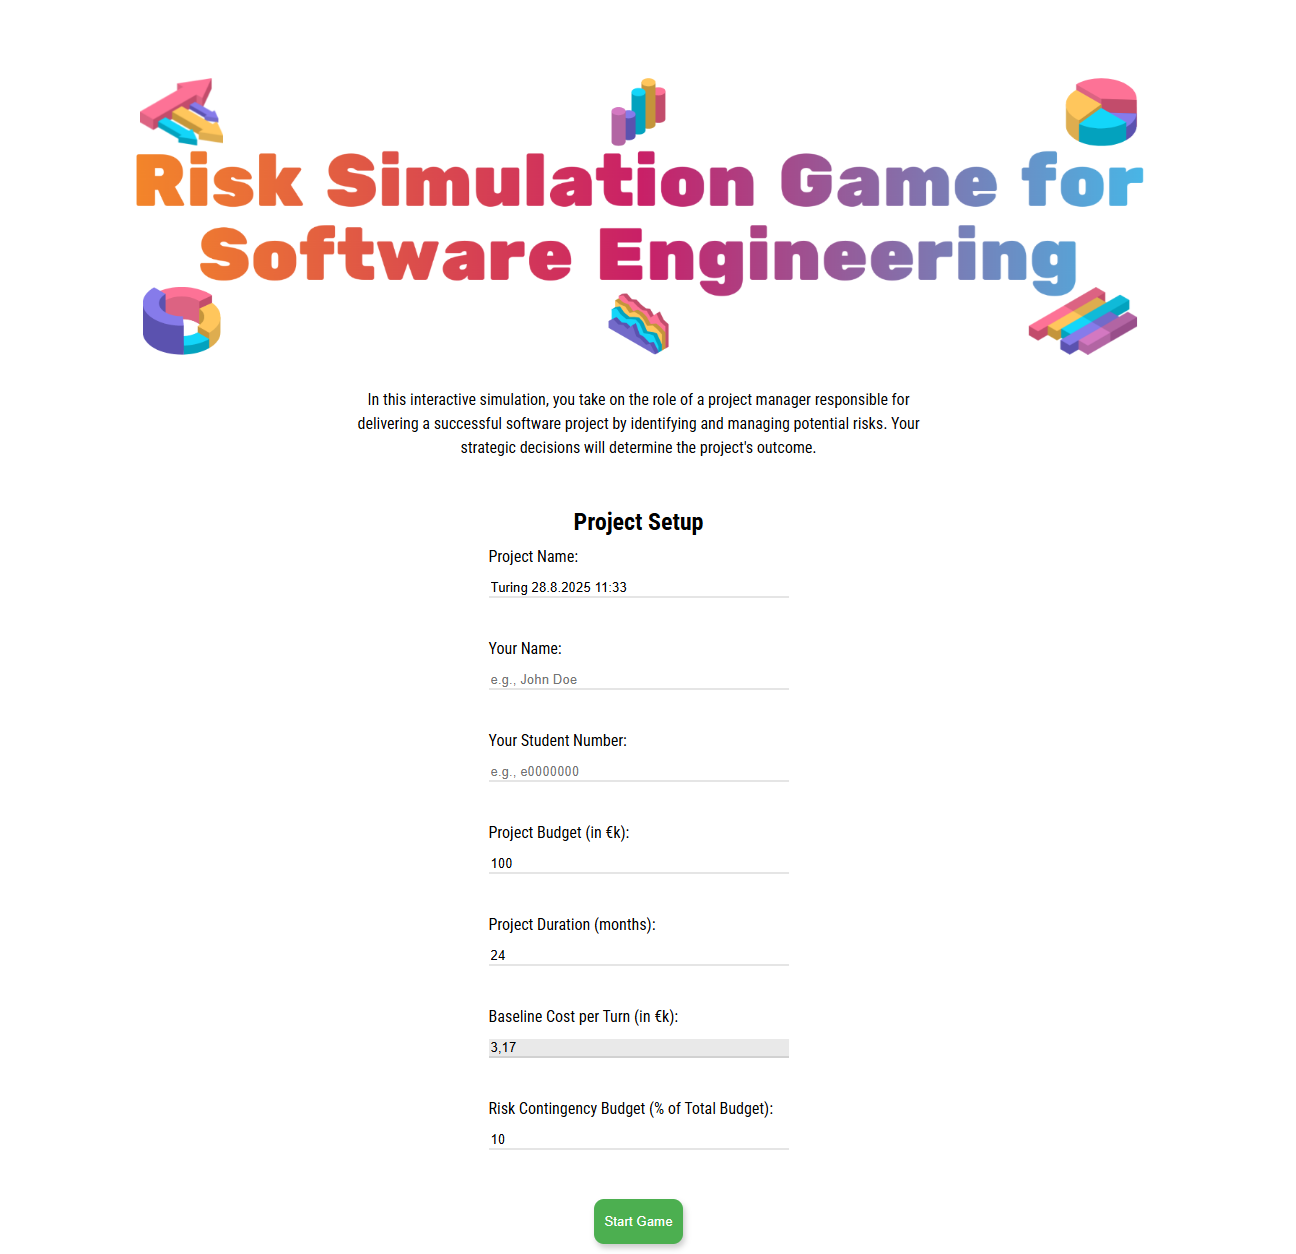 Risk Simulation Game for
Software Engineering
In this interactive simulation, you take on the role of a project manager responsible for
delivering a successful software project by identifying and managing potential risks. Your
strategic decisions will determine the project's outcome.
Project Setup
Project Name:
Turing 28.8.2025 11:33
Your Name:
e.g., John Doe
Your Student Number:
e.g., e0000000
Project Budget (in €k):
100
Project Duration (months):
24
Baseline Cost per Turn (in €k):
3,17
Risk Contingency Budget (% of Total Budget):
10
Start Game